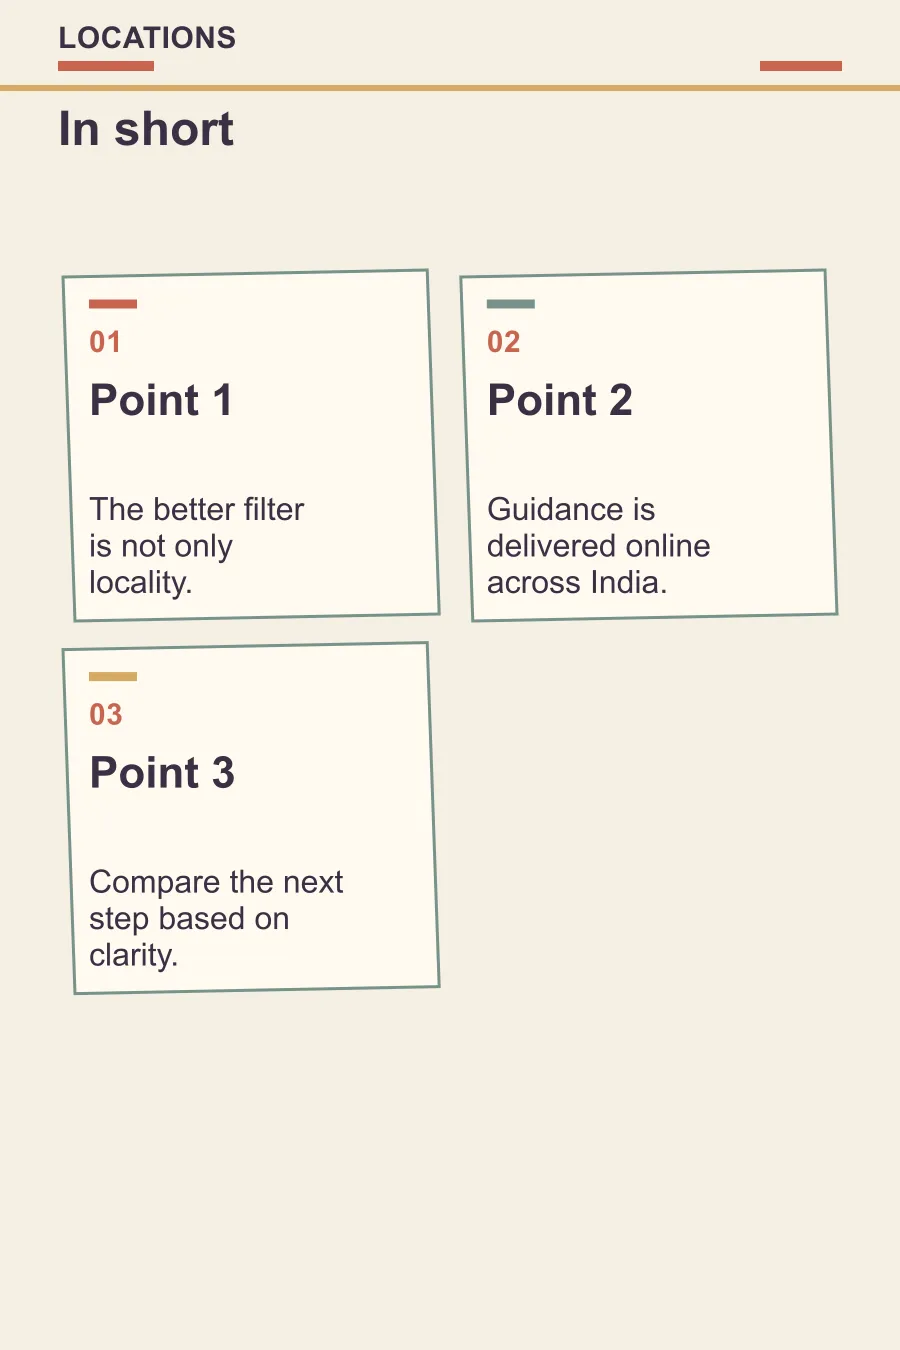 LOCATIONS
In short
01
Point 1
The better filter
is not only
locality.
02
Point 2
Guidance is
delivered online
across India.
03
Point 3
Compare the next
step based on
clarity.